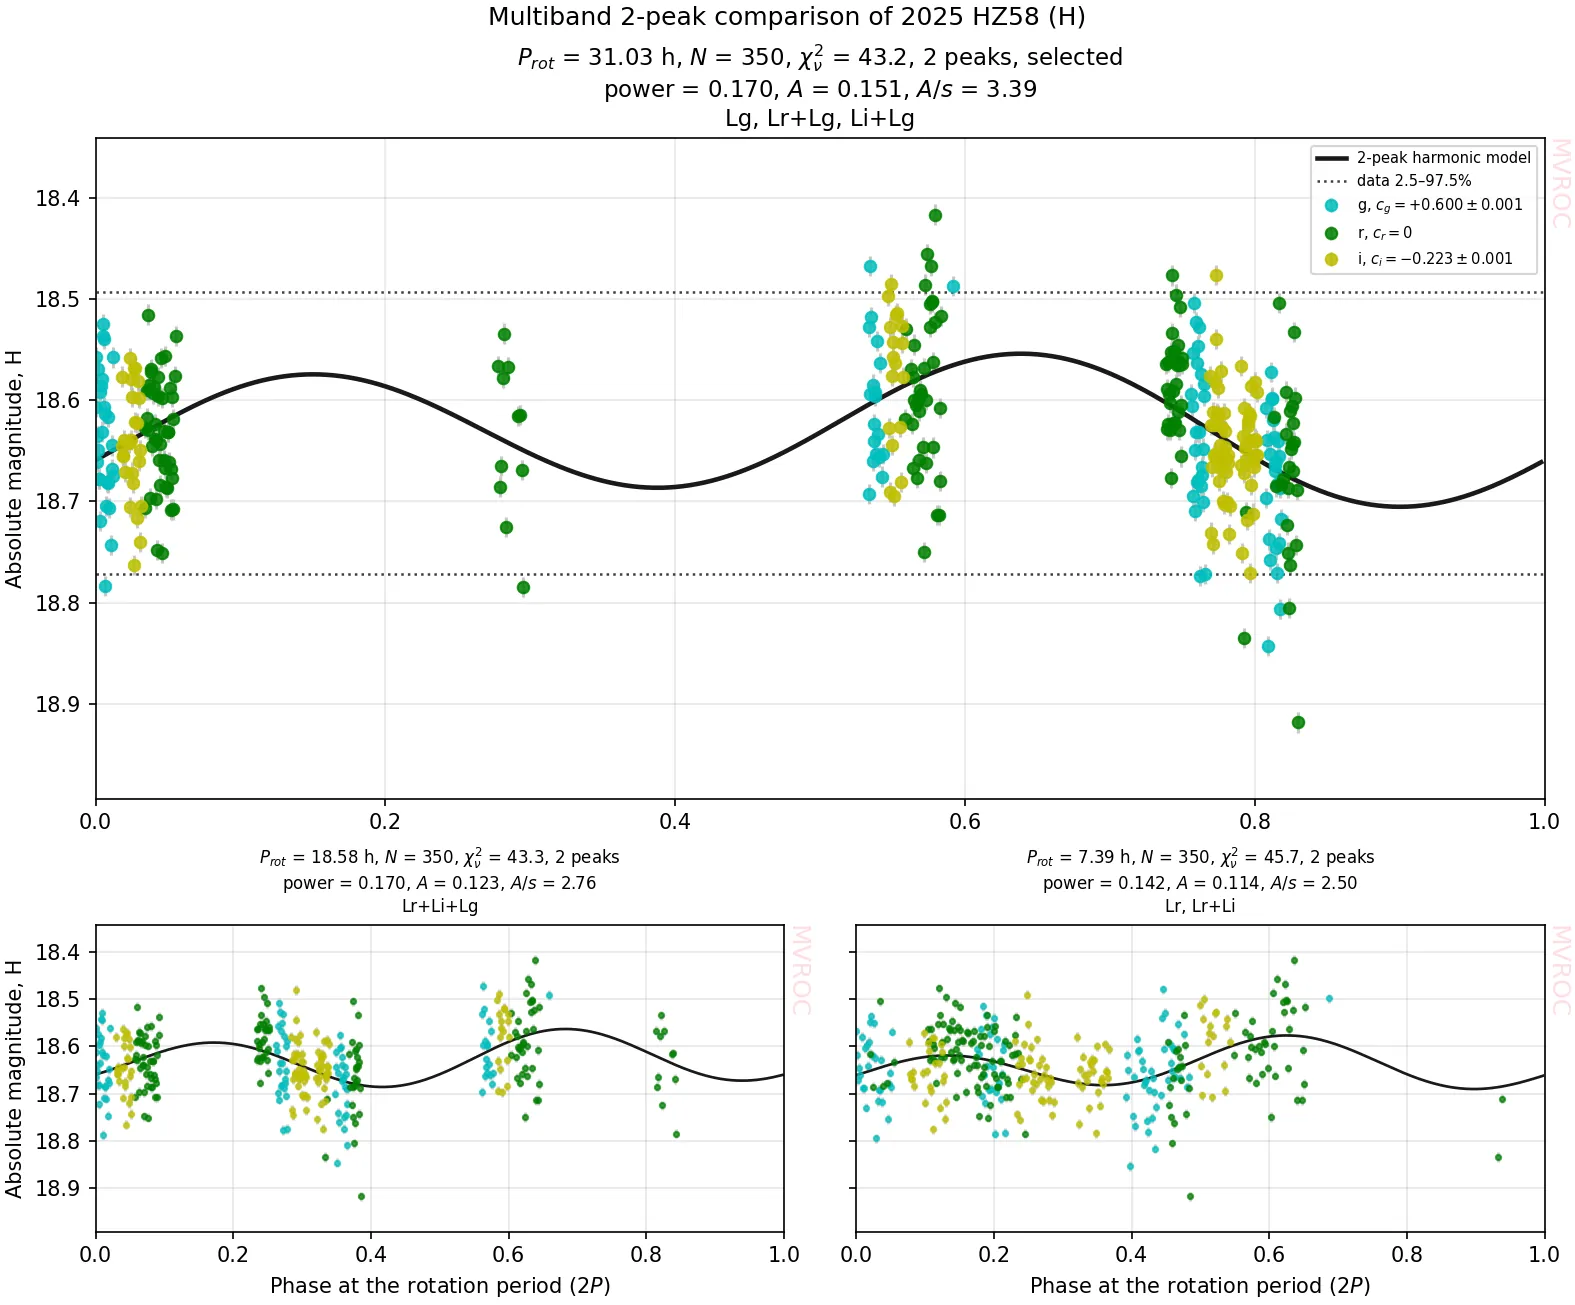 Multiband 2-peak comparison of 2025 HZ58 (H)
P_rot = 31.03 h, N = 350, χ²_ν = 43.2, 2 peaks, selected
power = 0.170, A = 0.151, A/s = 3.39
Lg, Lr+Lg, Li+Lg
2-peak harmonic model
data 2.5–97.5%
g, c_g = +0.600 ± 0.001
r, c_r = 0
i, c_i = −0.223 ± 0.001
MVROC
Absolute magnitude, H
18.4
18.5
18.6
18.7
18.8
18.9
0.0 0.2 0.4 0.6 0.8 1.0
P_rot = 18.58 h, N = 350, χ²_ν = 43.3, 2 peaks
power = 0.170, A = 0.123, A/s = 2.76
Lr+Li+Lg
MVROC
Absolute magnitude, H
18.4
18.5
18.6
18.7
18.8
18.9
0.0 0.2 0.4 0.6 0.8 1.0
Phase at the rotation period (2P)
P_rot = 7.39 h, N = 350, χ²_ν = 45.7, 2 peaks
power = 0.142, A = 0.114, A/s = 2.50
Lr, Lr+Li
MVROC
0.0 0.2 0.4 0.6 0.8 1.0
Phase at the rotation period (2P)